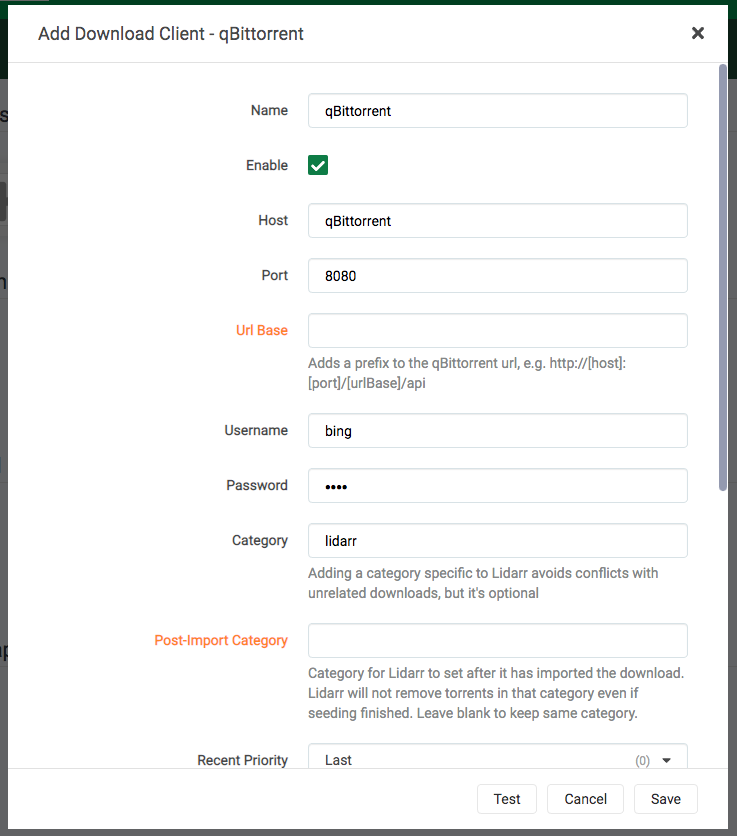 Add Download Client - qBittorrent
Name
qBittorrent
Enable
Host
qBittorrent
Port
8080
Url Base
Adds a prefix to the qBittorrent url, e.g. http://[host]:
[port]/[urlBase]/api
Username
bing
Password
••••
Category
lidarr
Adding a category specific to Lidarr avoids conflicts with
unrelated downloads, but it's optional
Post-Import Category
Category for Lidarr to set after it has imported the download.
Lidarr will not remove torrents in that category even if
seeding finished. Leave blank to keep same category.
Recent Priority
Last (0)
Test Cancel Save